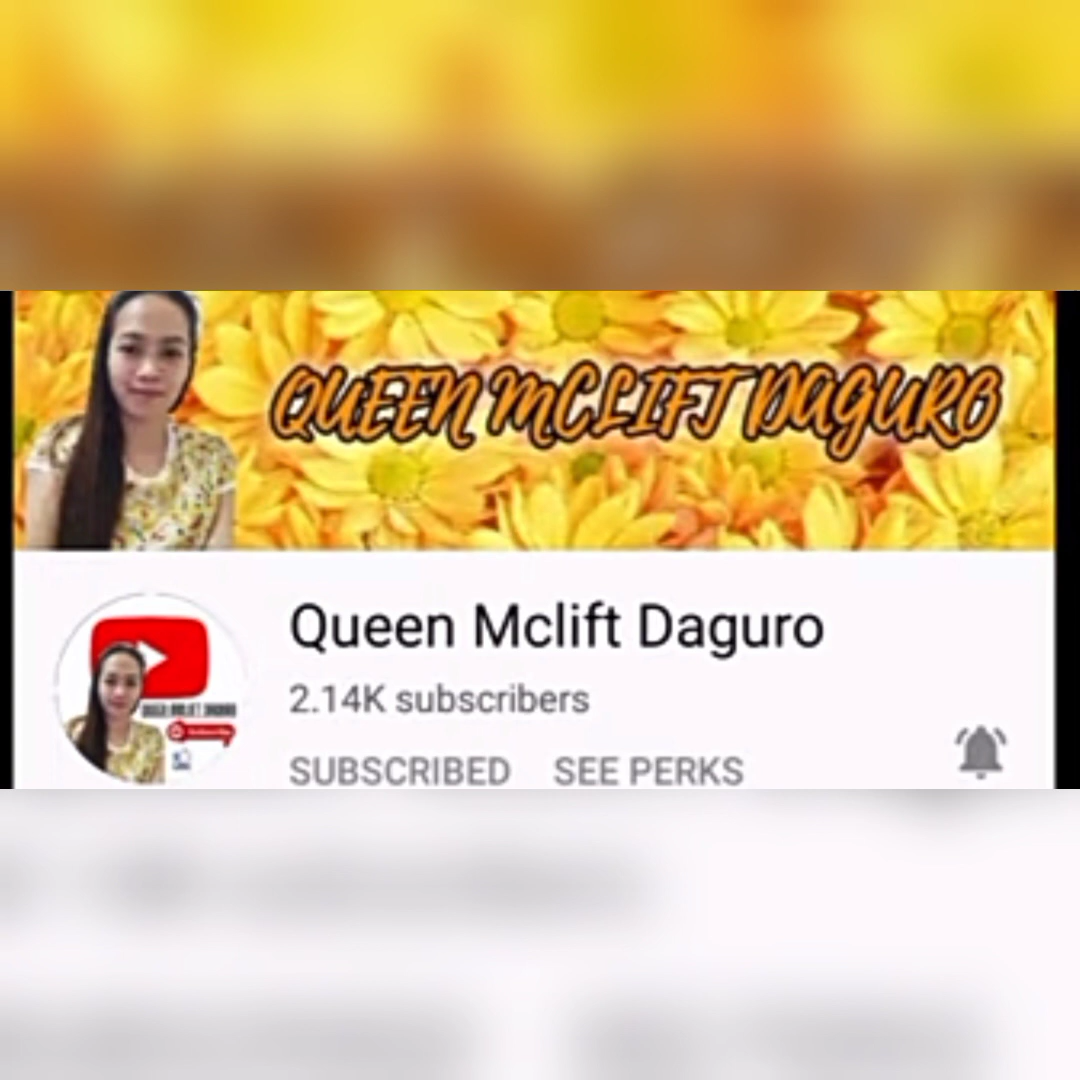 QUEEN MCLIFT DAGURO
Queen Mclift Daguro
2.14K subscribers
SUBSCRIBED SEE PERKS